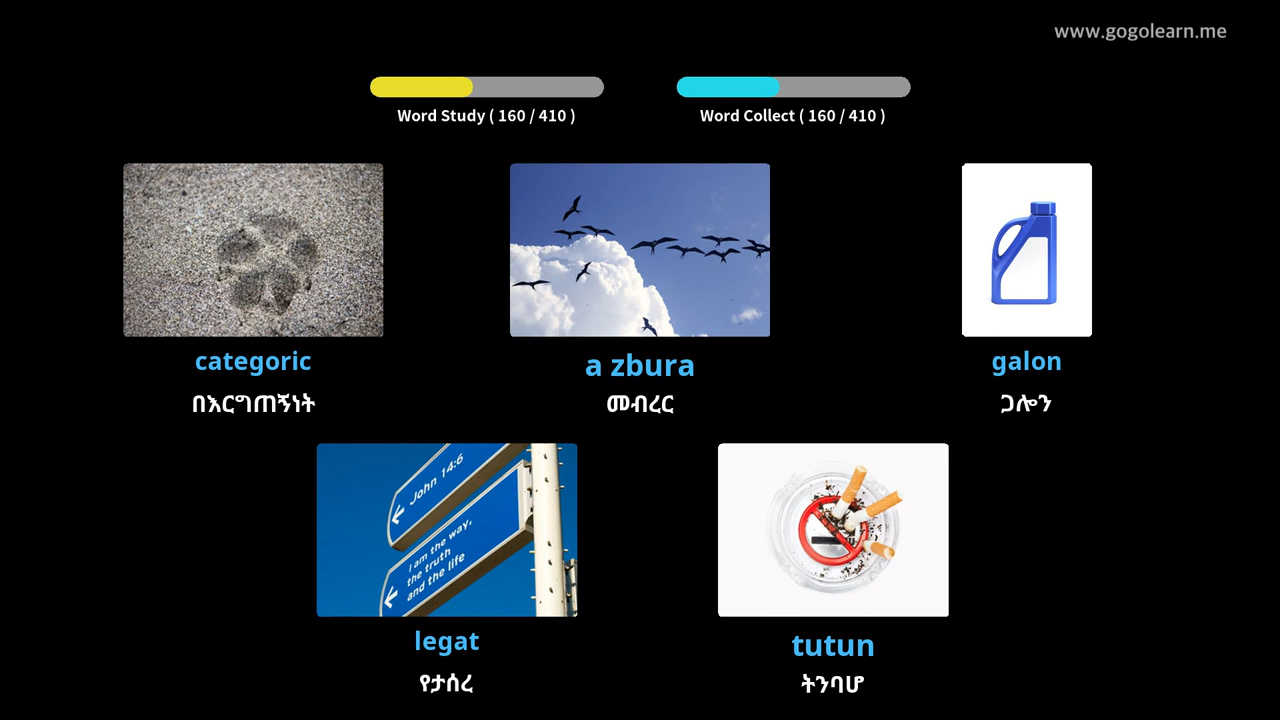 www.gogolearn.me
Word Study ( 160 / 410 )
Word Collect ( 160 / 410 )
categoric
በእርግጠኝነት
a zbura
መብረር
galon
ጋሎን
John 14:6
I am the way,
the truth
and the life
legat
የታሰረ
tutun
ትንባሆ